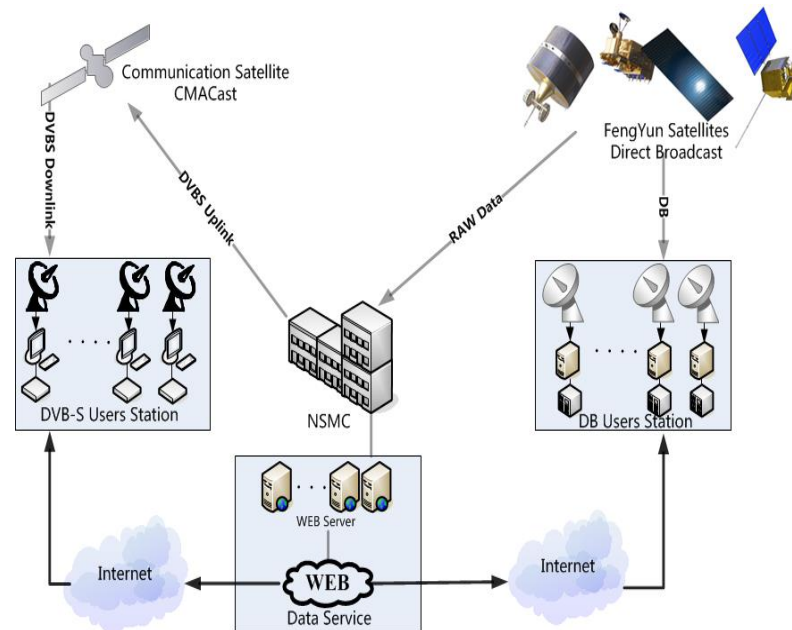 Communication Satellite
CMACast
FengYun Satellites
Direct Broadcast
DVBS Downlink
DVBS Uplink
RAW Data
DB
DVB-S Users Station
NSMC
DB Users Station
WEB Server
Internet
WEB
Internet
Data Service